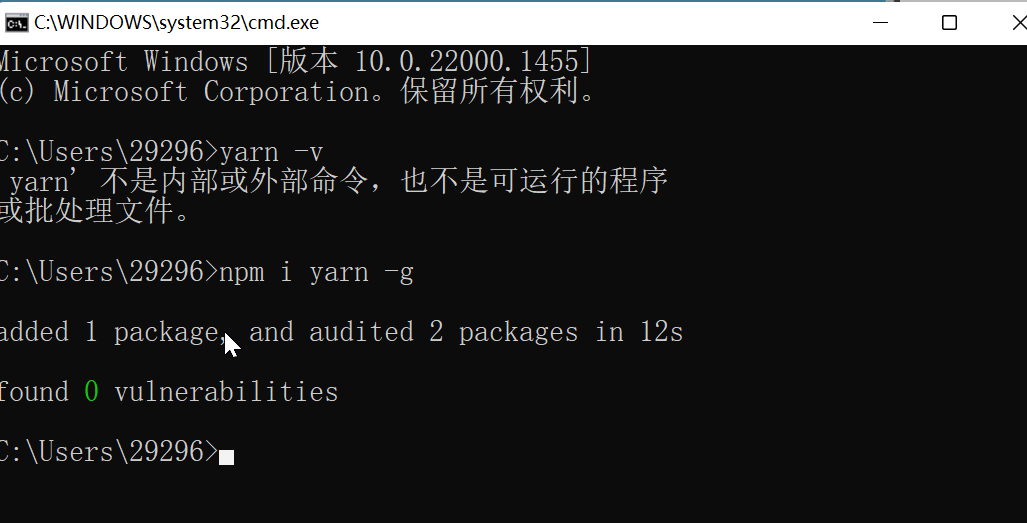 C:\WINDOWS\system32\cmd.exe
Microsoft Windows [版本 10.0.22000.1455]
(c) Microsoft Corporation。保留所有权利。
C:\Users\29296>yarn -v
'yarn' 不是内部或外部命令，也不是可运行的程序
或批处理文件。
C:\Users\29296>npm i yarn -g
added 1 package, and audited 2 packages in 12s
found 0 vulnerabilities
C:\Users\29296>